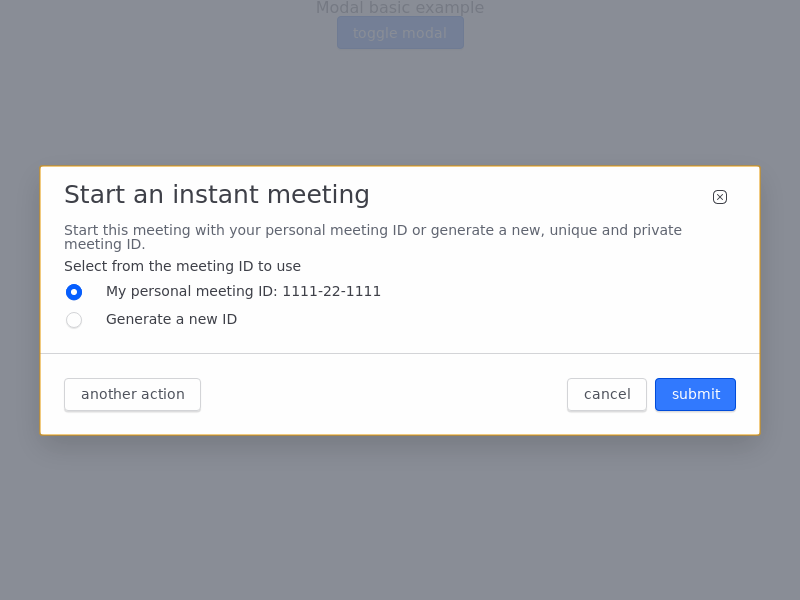 Modal basic example
toggle modal
Start an instant meeting
Start this meeting with your personal meeting ID or generate a new, unique and private
meeting ID.
Select from the meeting ID to use
My personal meeting ID: 1111-22-1111
Generate a new ID
another action
cancel
submit